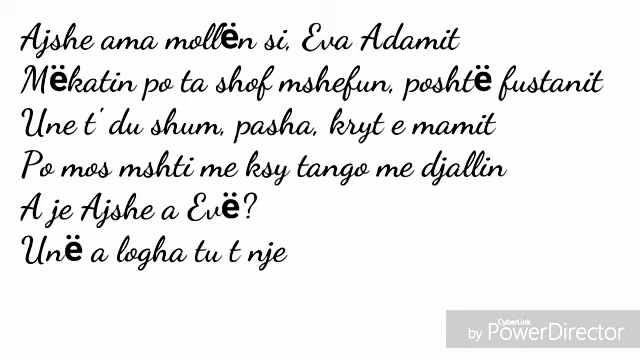 Ajshe ama mollën si, Eva Adamit
Mëkatin po ta shof mshefun, poshtë fustanit
Une t' du shum, pasha, kryt e mamit
Po mos mshti me ksy tango me djallin
A je Ajshe a Evë?
Unë a logha tu t nje
by CyberLink PowerDirector